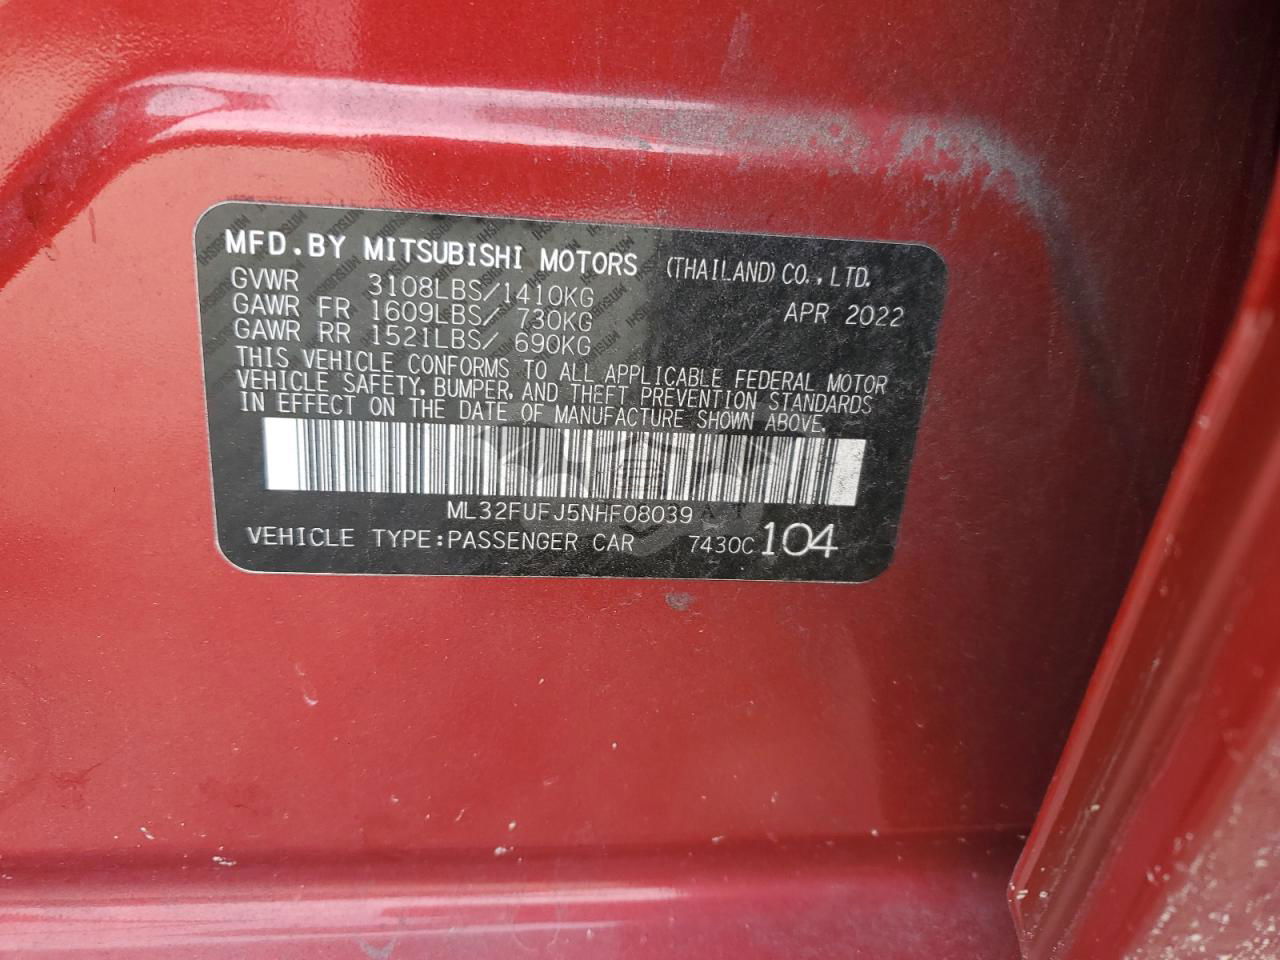 MFD.BY MITSUBISHI MOTORS (THAILAND) CO., LTD.
GVWR 3108LBS/1410KG APR 2022
GAWR FR 1609LBS/ 730KG
GAWR RR 1521LBS/ 690KG
THIS VEHICLE CONFORMS TO ALL APPLICABLE FEDERAL MOTOR
VEHICLE SAFETY, BUMPER, AND THEFT PREVENTION STANDARDS
IN EFFECT ON THE DATE OF MANUFACTURE SHOWN ABOVE.
ML32FUFJ5NHF08039
VEHICLE TYPE:PASSENGER CAR 7430C 104